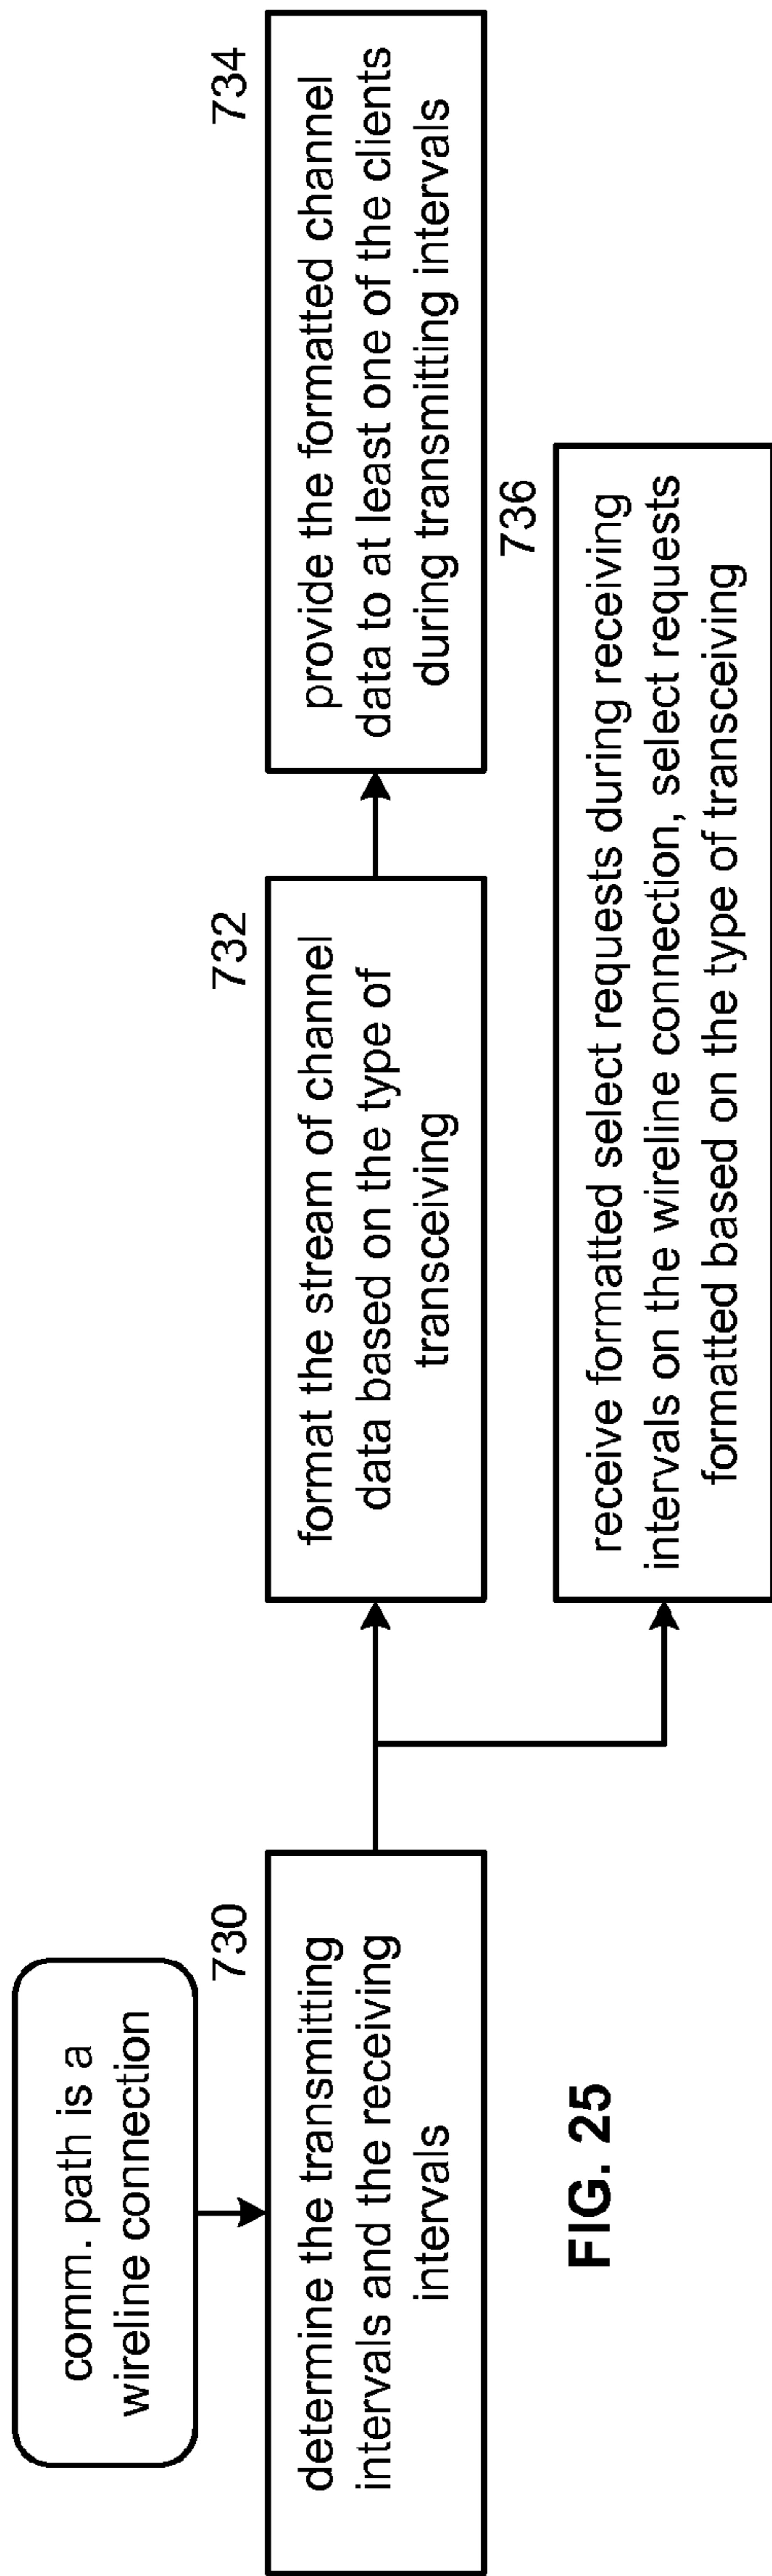 comm. path is a
wireline connection
730
determine the transmitting
intervals and the receiving
intervals
732
format the stream of channel
data based on the type of
transceiving
734
provide the formatted channel
data to at least one of the clients
during transmitting intervals
736
receive formatted select requests during receiving
intervals on the wireline connection, select requests
formatted based on the type of transceiving
FIG. 25